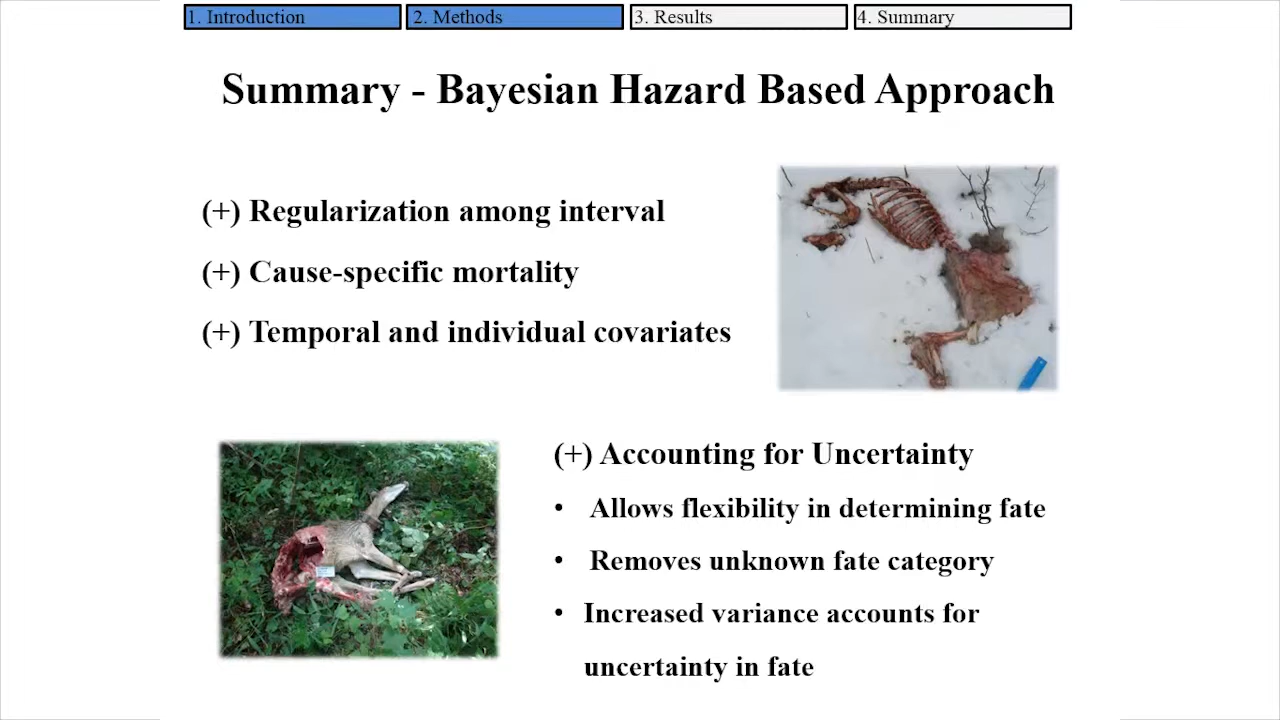 1. Introduction
2. Methods
3. Results
4. Summary
Summary - Bayesian Hazard Based Approach
(+) Regularization among interval
(+) Cause-specific mortality
(+) Temporal and individual covariates
(+) Accounting for Uncertainty
• Allows flexibility in determining fate
• Removes unknown fate category
• Increased variance accounts for
uncertainty in fate